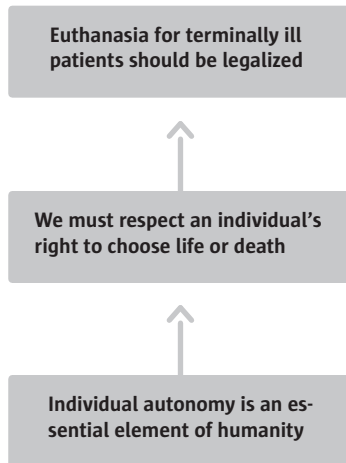 Euthanasia for terminally ill
patients should be legalized
We must respect an individual's
right to choose life or death
Individual autonomy is an es-
sential element of humanity